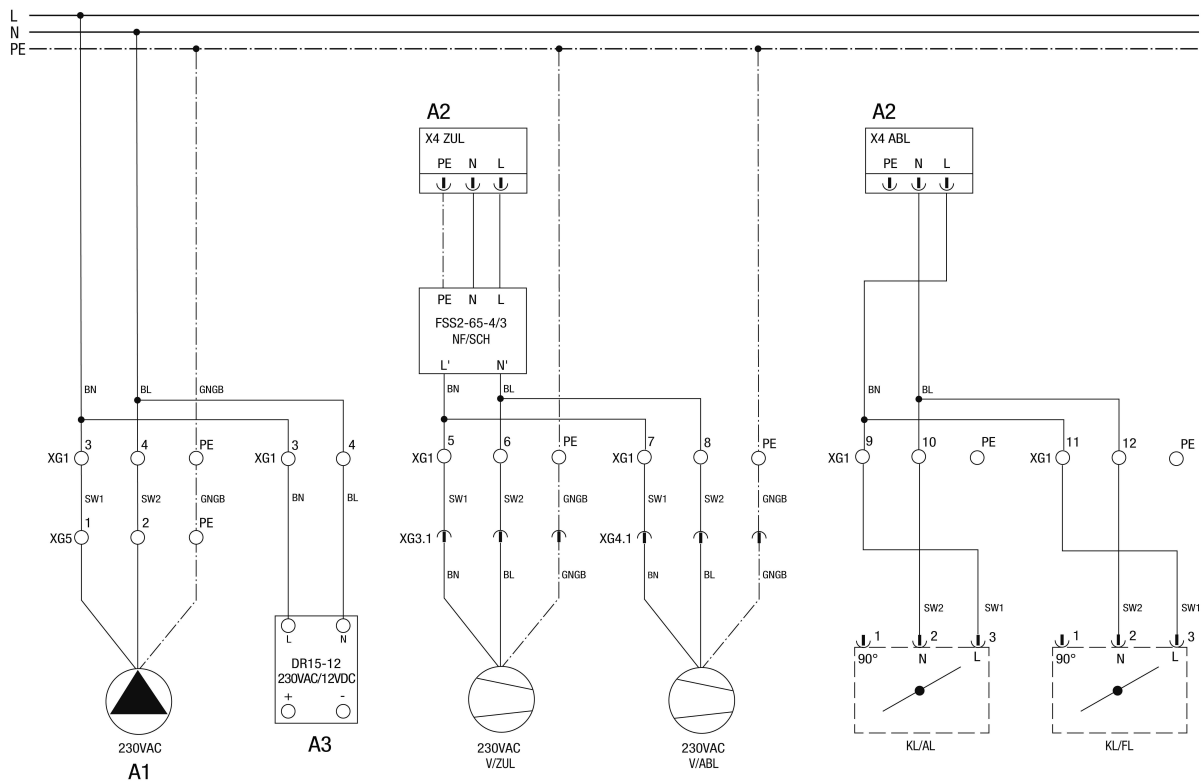 L
N
PE
A2
A2
X4 ZUL
X4 ABL
PE N L
PE N L
PE N L
FSS2-65-4/3
NF/SCH
L' N'
BN BL GNGB BN BL BN BL
3 4 PE 3 4 5 6 PE 7 8 PE 9 10 PE 11 12 PE
XG1 XG1 XG1 XG1 XG1 XG1
SW1 SW2 GNGB BN BL SW1 SW2 GNGB SW1 SW2 GNGB
1 2 PE
XG5 XG3.1 XG4.1
BN BL GNGB BN BL GNGB
SW2 SW1 SW2 SW1
1 2 3 1 2 3
L N
90° N L 90° N L
DR15-12
230VAC/12VDC
+ -
230VAC
A1
A3
230VAC
V/ZUL
230VAC
V/ABL
KL/AL
KL/FL